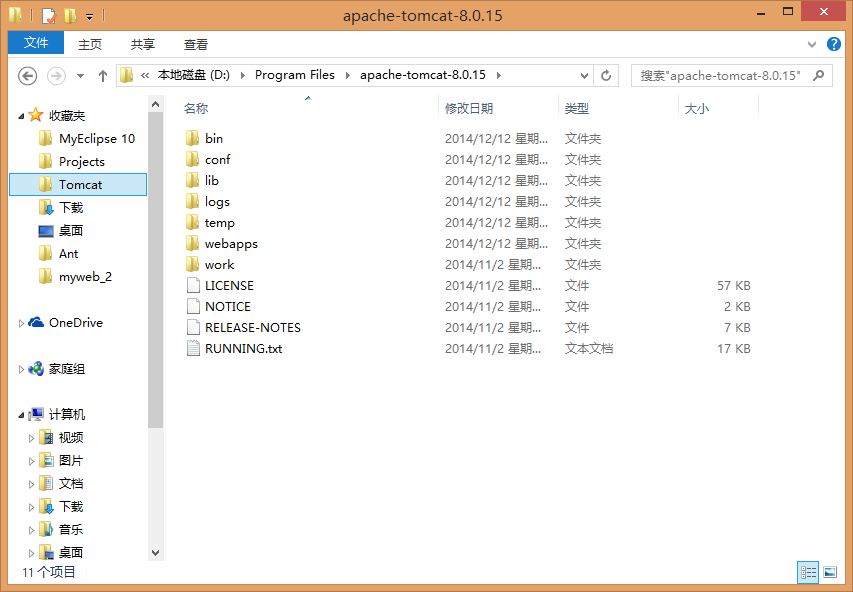 apache-tomcat-8.0.15
文件 主页 共享 查看
« 本地磁盘 (D:) Program Files apache-tomcat-8.0.15 搜索"apache-tomcat-8.0.15"
收藏夹
MyEclipse 10
Projects
Tomcat
下载
桌面
Ant
myweb_2
OneDrive
家庭组
计算机
视频
图片
文档
下载
音乐
桌面
名称 修改日期 类型 大小
bin 2014/12/12 星期... 文件夹
conf 2014/12/12 星期... 文件夹
lib 2014/12/12 星期... 文件夹
logs 2014/12/12 星期... 文件夹
temp 2014/12/12 星期... 文件夹
webapps 2014/12/12 星期... 文件夹
work 2014/11/2 星期... 文件夹
LICENSE 2014/11/2 星期... 文件 57 KB
NOTICE 2014/11/2 星期... 文件 2 KB
RELEASE-NOTES 2014/11/2 星期... 文件 7 KB
RUNNING.txt 2014/11/2 星期... 文本文档 17 KB
11 个项目